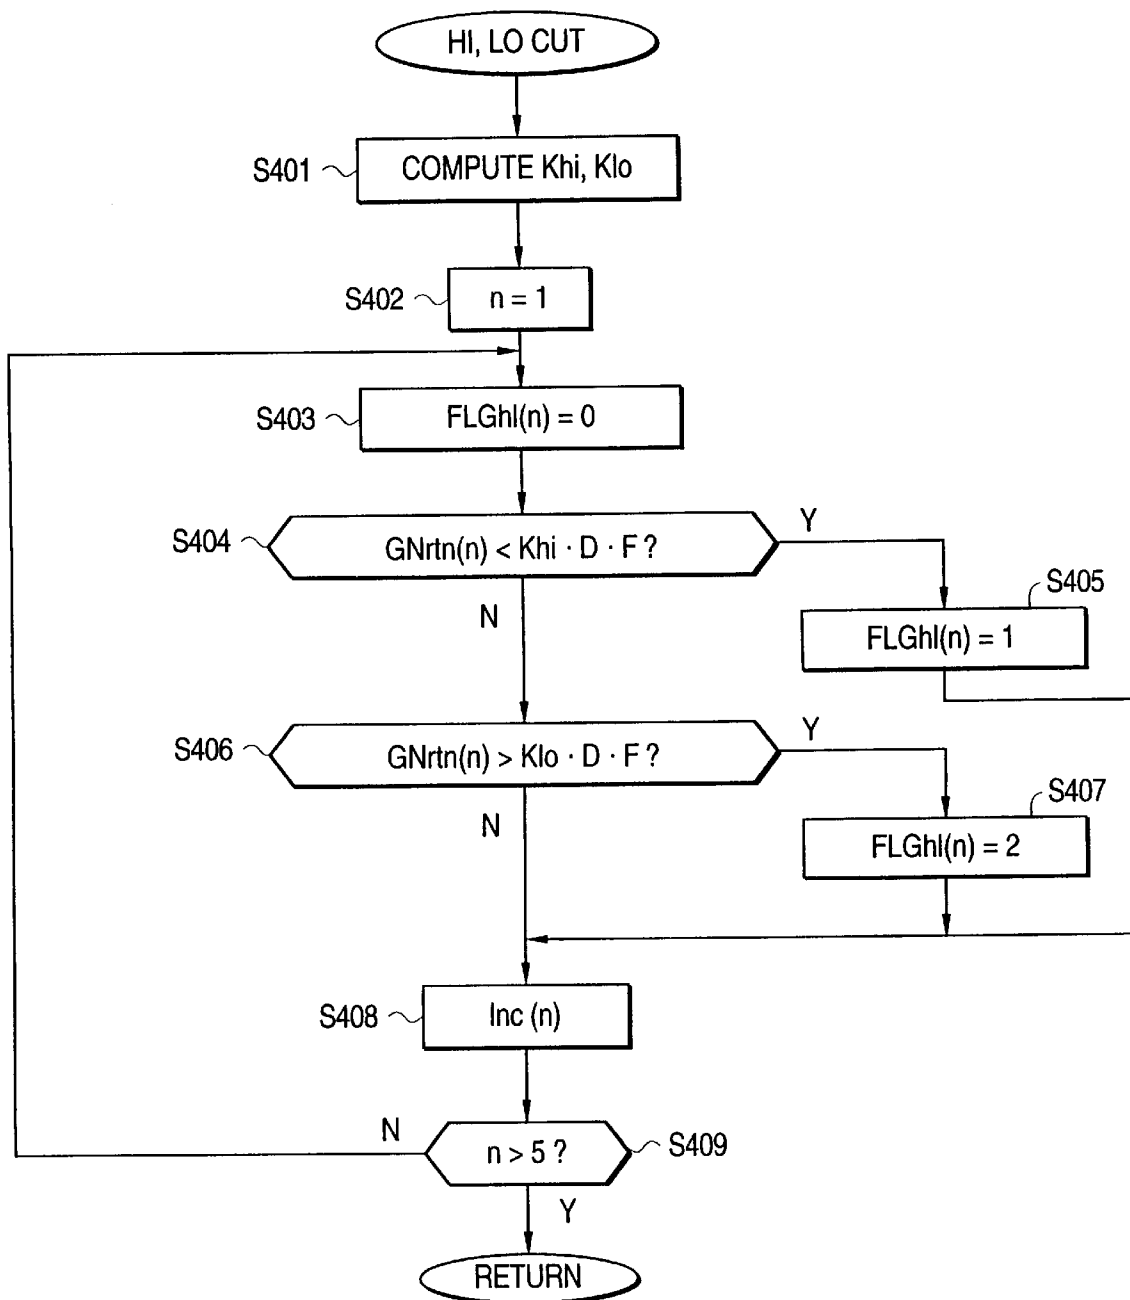 HI, LO CUT
S401
COMPUTE Khi, Klo
S402
n = 1
S403
FLGhl(n) = 0
S404
GNrtn(n) < Khi · D · F ?
Y
N
S405
FLGhl(n) = 1
S406
GNrtn(n) > Klo · D · F ?
Y
N
S407
FLGhl(n) = 2
S408
Inc (n)
N
n > 5 ?
S409
Y
RETURN